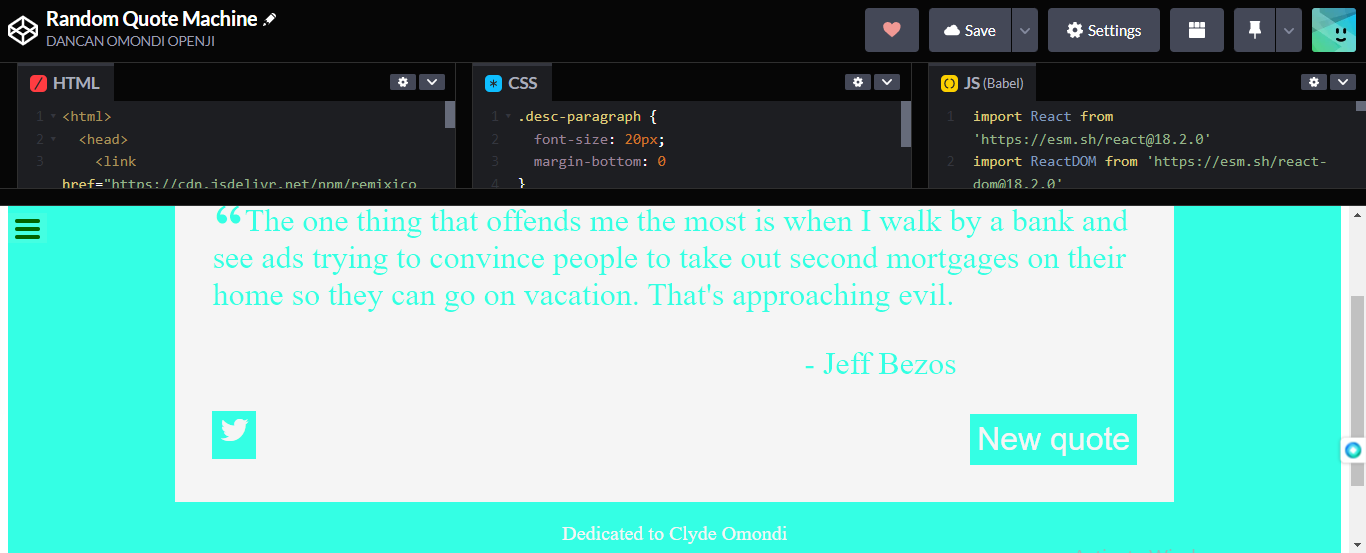 Random Quote Machine
DANCAN OMONDI OPENJI
Save
Settings
HTML
CSS
JS (Babel)
1 <html>
2 <head>
3 <link
href="https://cdn.jsdelivr.net/npm/remixico
1 .desc-paragraph {
2 font-size: 20px;
3 margin-bottom: 0
4 }
1 import React from
'https://esm.sh/react@18.2.0'
2 import ReactDOM from 'https://esm.sh/react-
dom@18.2.0'
“The one thing that offends me the most is when I walk by a bank and
see ads trying to convince people to take out second mortgages on their
home so they can go on vacation. That's approaching evil.
- Jeff Bezos
New quote
Dedicated to Clyde Omondi